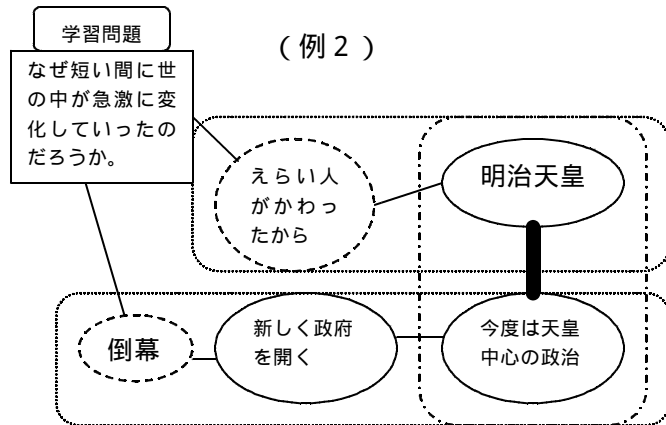 学習問題
(例2)
なぜ短い間に世
の中が急激に変
化していったの
だろうか。
えらい人
がかわっ
たから
明治天皇
倒幕
新しく政府
を開く
今度は天皇
中心の政治